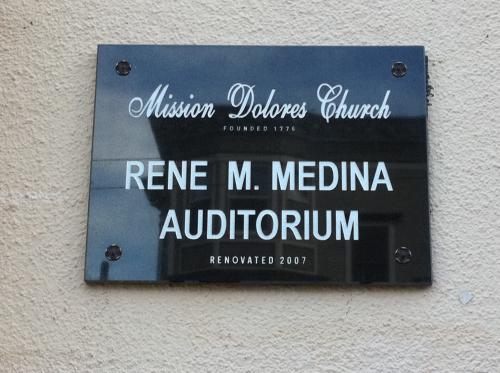 Mission Dolores Church
FOUNDED 1776
RENE M. MEDINA
AUDITORIUM
RENOVATED 2007